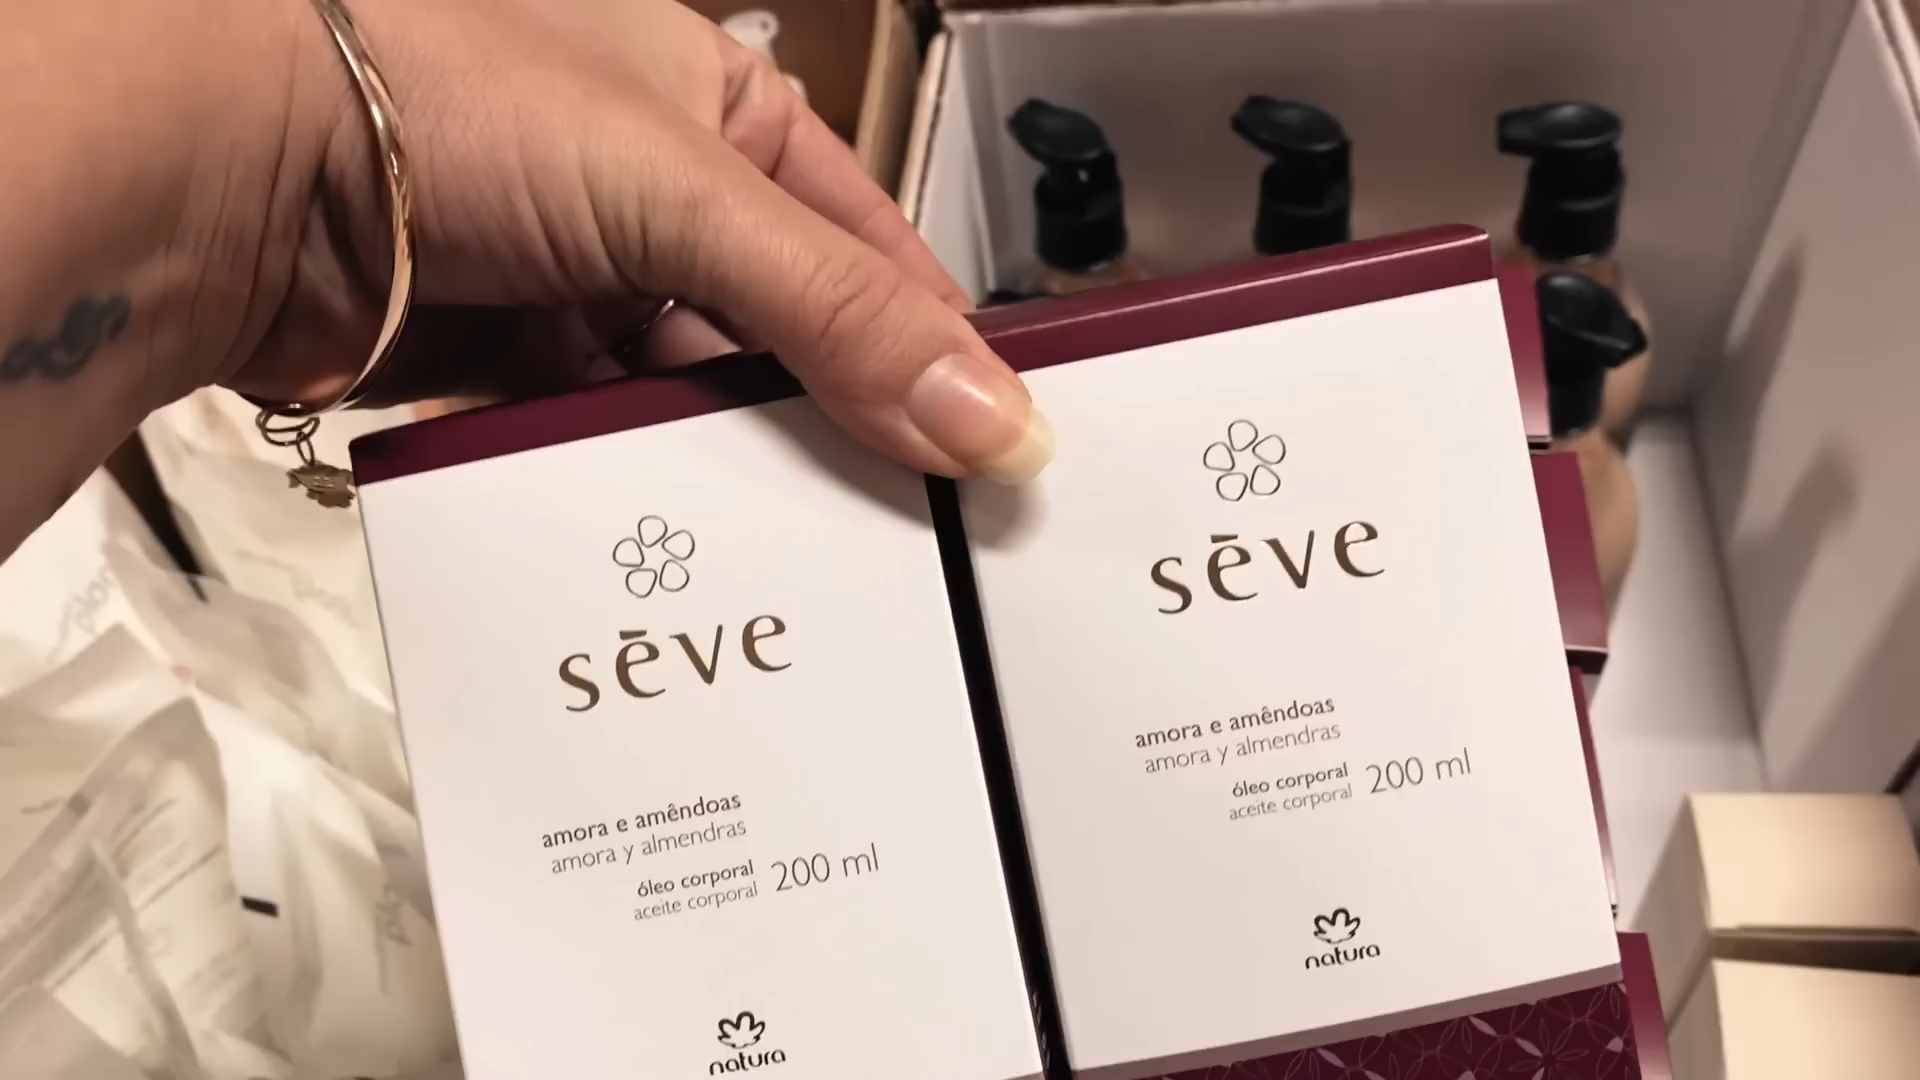 sēve
amora e amêndoas
amora y almendras
óleo corporal
aceite corporal
200 ml
natura
sēve
amora e amêndoas
amora y almendras
óleo corporal
aceite corporal
200 ml
natura